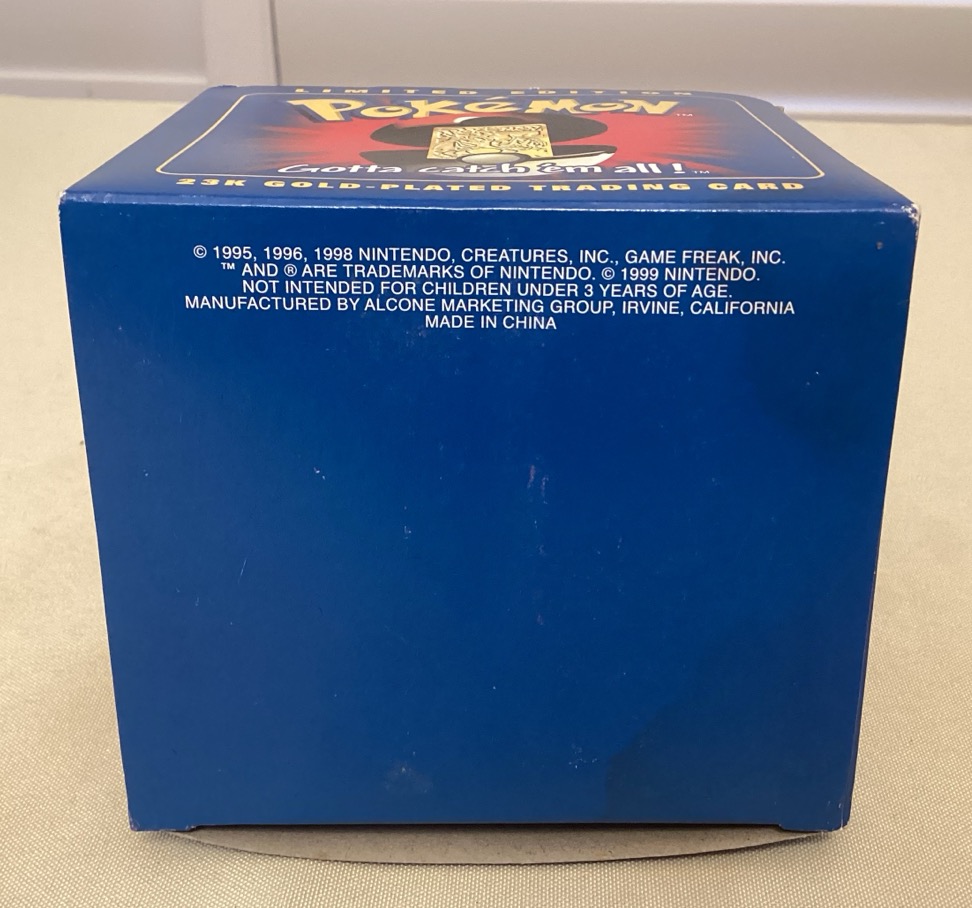 LIMITED EDITION
POKéMON™
Gotta catch 'em all!™
23K GOLD-PLATED TRADING CARD
© 1995, 1996, 1998 NINTENDO, CREATURES, INC., GAME FREAK, INC.
™ AND ® ARE TRADEMARKS OF NINTENDO. © 1999 NINTENDO.
NOT INTENDED FOR CHILDREN UNDER 3 YEARS OF AGE.
MANUFACTURED BY ALCONE MARKETING GROUP, IRVINE, CALIFORNIA
MADE IN CHINA